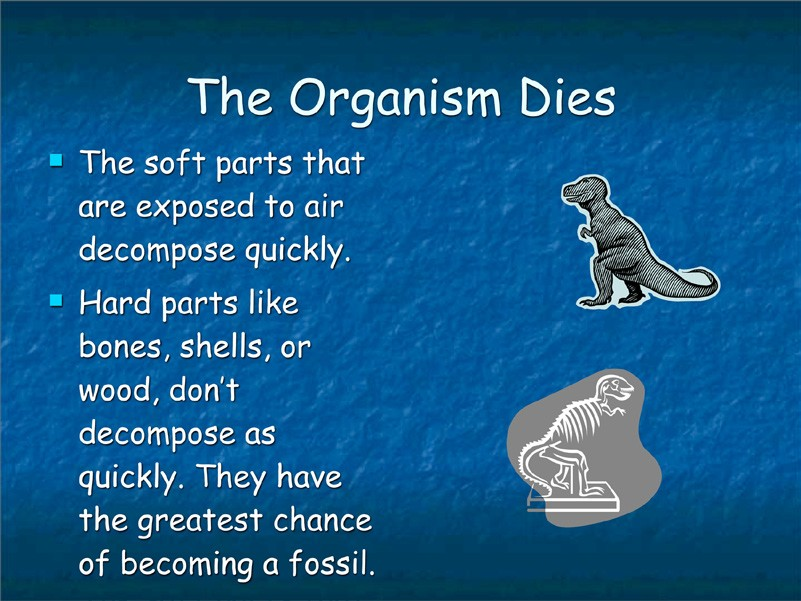 The Organism Dies
The soft parts that
are exposed to air
decompose quickly.
Hard parts like
bones, shells, or
wood, don’t
decompose as
quickly. They have
the greatest chance
of becoming a fossil.